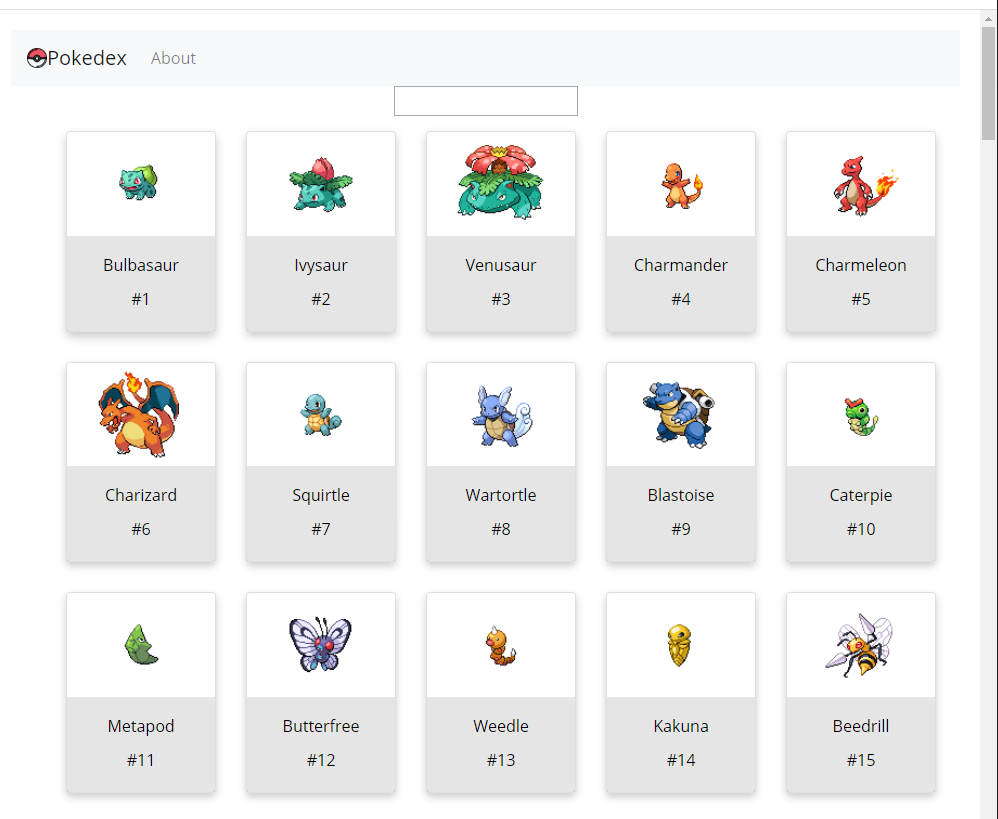 Pokedex About
Bulbasaur Ivysaur Venusaur Charmander Charmeleon
#1 #2 #3 #4 #5
Charizard Squirtle Wartortle Blastoise Caterpie
#6 #7 #8 #9 #10
Metapod Butterfree Weedle Kakuna Beedrill
#11 #12 #13 #14 #15